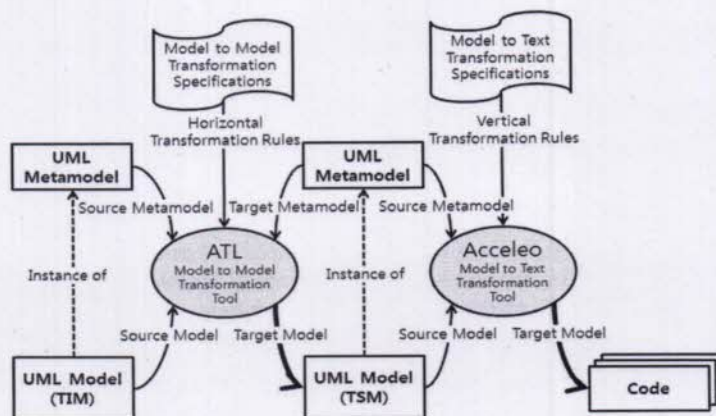 Model to Model
Transformation
Specifications
Model to Text
Transformation
Specifications
Horizontal
Transformation Rules
Vertical
Transformation Rules
UML
Metamodel
UML
Metamodel
Source Metamodel
Target Metamodel
Source Metamodel
ATL
Model to Model
Transformation
Tool
Acceleo
Model to Text
Transformation
Tool
Instance of
Instance of
Source Model
Target Model
Source Model
Target Model
UML Model
(TIM)
UML Model
(TSM)
Code